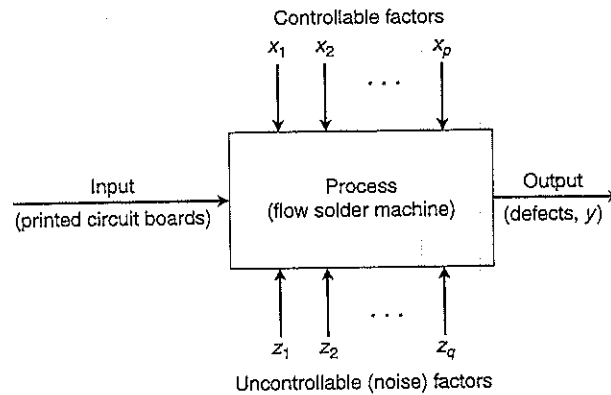 Controllable factors
x₁ x₂ . . . xₚ
Input
(printed circuit boards)
Process
(flow solder machine)
Output
(defects, y)
z₁ z₂ . . . z_q
Uncontrollable (noise) factors